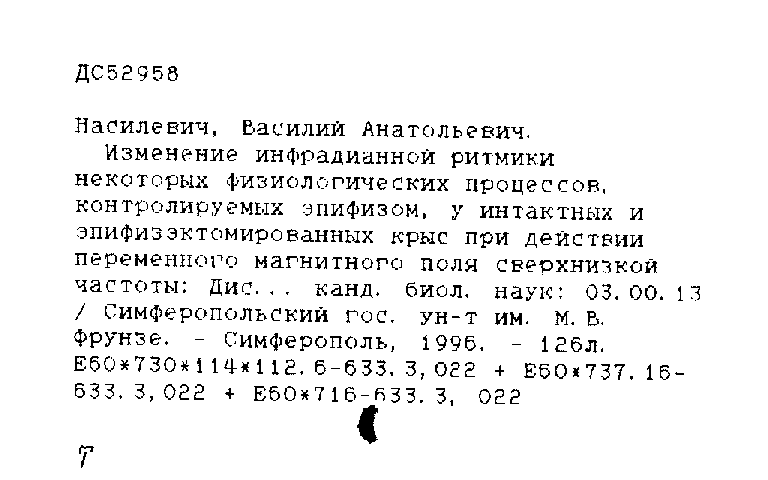 ДС52958
Насилевич, Василий Анатольевич.
Изменение инфрадианной ритмики
некоторых физиологических процессов,
контролируемых эпифизом, у интактных и
эпифизэктомированных крыс при действии
переменного магнитного поля сверхнизкой
частоты: Дис... канд. биол. наук: 03.00.13
/ Симферопольский гос. ун-т им. М.В.
Фрунзе. - Симферополь, 1996. - 126л.
Е60*730*114*112.6-633.3,022 + Е60*737.16-
633.3,022 + Е60*716-633.3, 022
Т